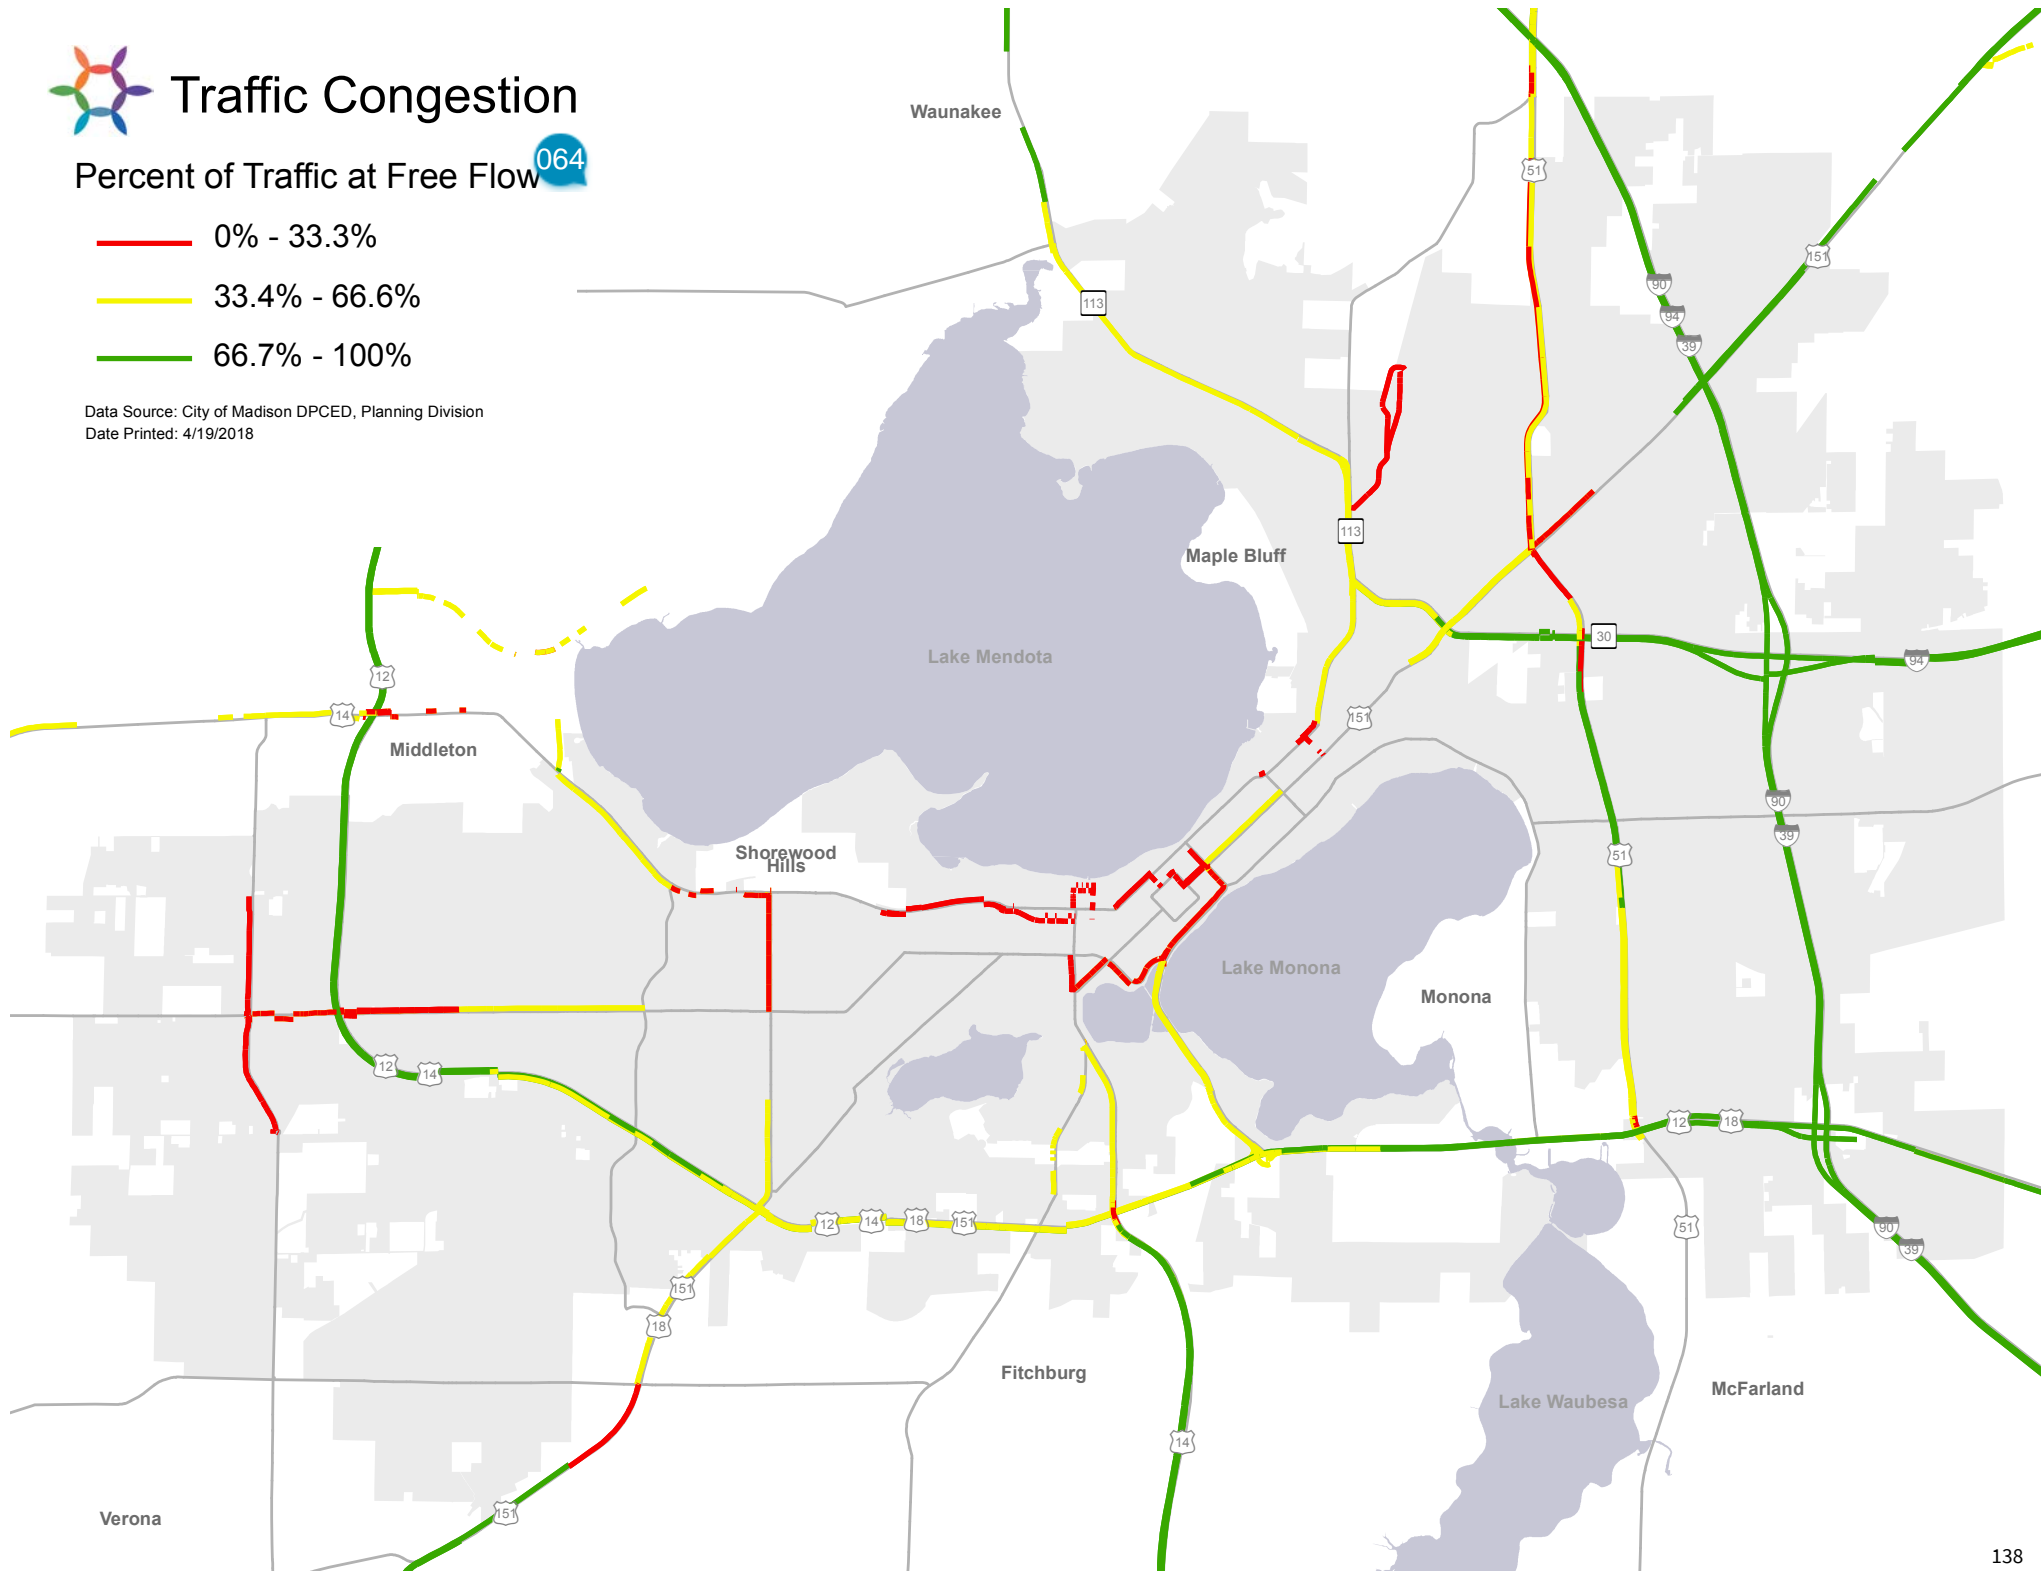 Traffic Congestion
Percent of Traffic at Free Flow
064
0% - 33.3%
33.4% - 66.6%
66.7% - 100%
Data Source: City of Madison DPCED, Planning Division
Date Printed: 4/19/2018
Waunakee
51
151
90
94
39
113
113
Maple Bluff
30
94
Lake Mendota
12
14
151
Middleton
90
39
51
Shorewood
Hills
Lake Monona
Monona
12
14
12
18
12
14
18
151
51
90
39
151
18
Fitchburg
McFarland
Lake Waubesa
14
151
Verona
138